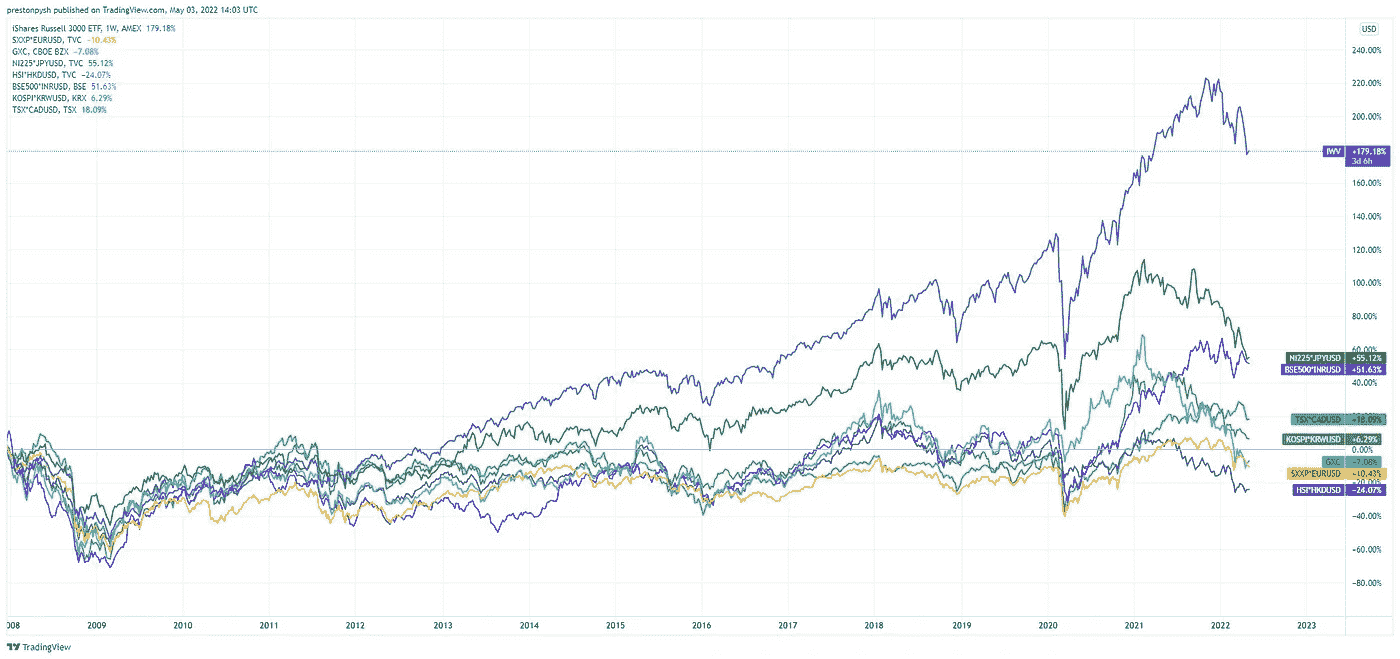 prestonpysh published on TradingView.com, May 03, 2022 14:03 UTC
iShares Russell 3000 ETF, 1W, AMEX 179.18%
SXXP*EURUSD, TVC −10.43%
GXC, CBOE BZX −7.08%
NI225*JPYUSD, TVC 55.12%
HSI*HKDUSD, TVC −24.07%
BSE500*INRUSD, BSE 51.63%
KOSPI*KRWUSD, KRX 6.29%
TSX*CADUSD, TSX 18.09%
USD
240.00%
220.00%
200.00%
IWV +179.18%
3d 6h
160.00%
140.00%
120.00%
100.00%
80.00%
60.00%
NI225*JPYUSD +55.12%
BSE500*INRUSD +51.63%
40.00%
TSX*CADUSD +18.09%
KOSPI*KRWUSD +6.29%
0.00%
GXC −7.08%
SXXP*EURUSD −10.43%
−20.00%
HSI*HKDUSD −24.07%
−40.00%
−60.00%
−80.00%
008 2009 2010 2011 2012 2013 2014 2015 2016 2017 2018 2019 2020 2021 2022 2023
TradingView